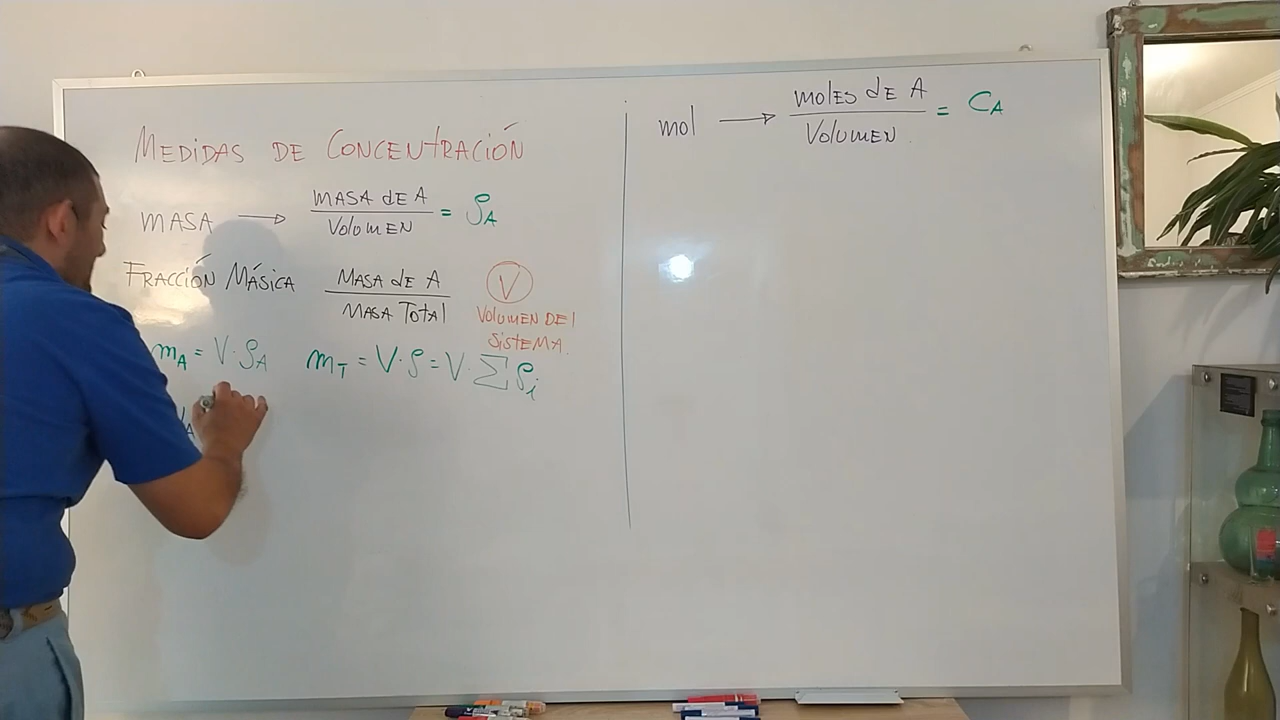 MEDIDAS DE CONCENTRACIÓN
MASA → MASA DE A / VOLUMEN = ρA
FRACCIÓN MÁSICA MASA DE A / MASA TOTAL
V
VOLUMEN DEL
SISTEMA.
mA = V·ρA mT = V·ρ = V·∑ρi
mol → moles de A / Volumen = CA